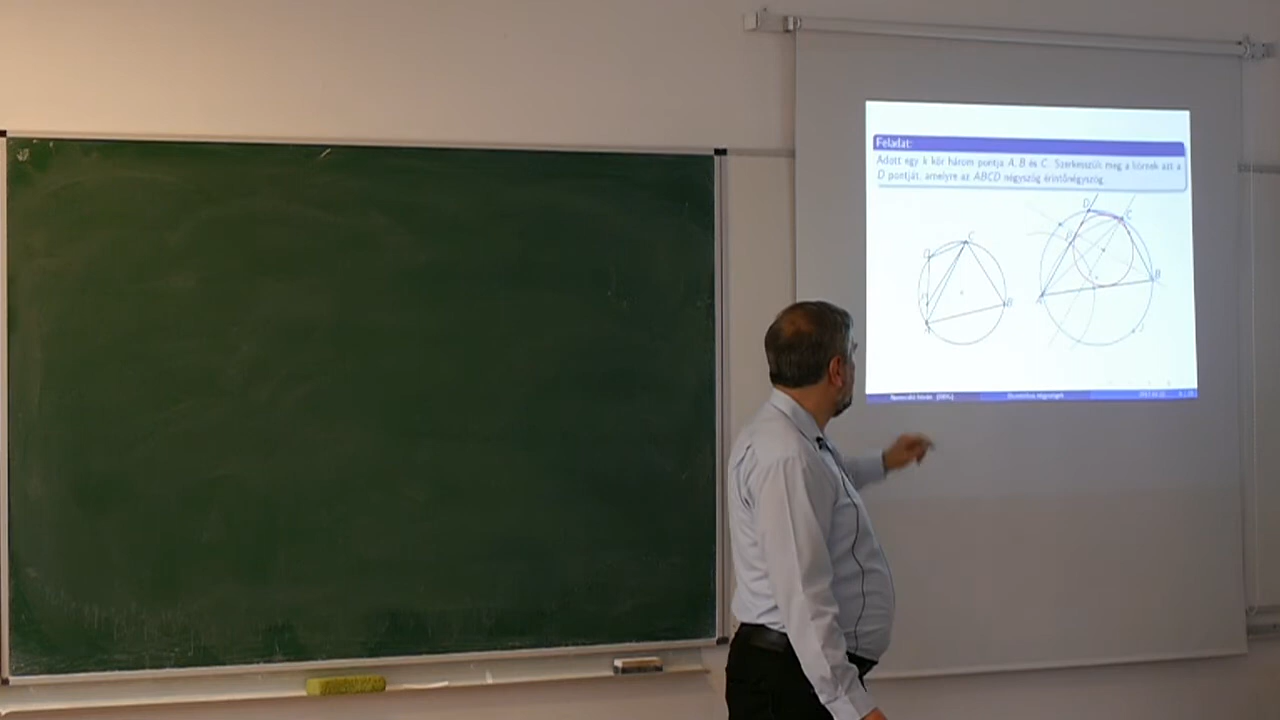 Feladat:
Adott egy k kör három pontja A, B és C. Szerkesszük meg a körnek azt a
D pontját, amelyre az ABCD négyszög érintőnégyszög.
D
C
C
B
B
A
A